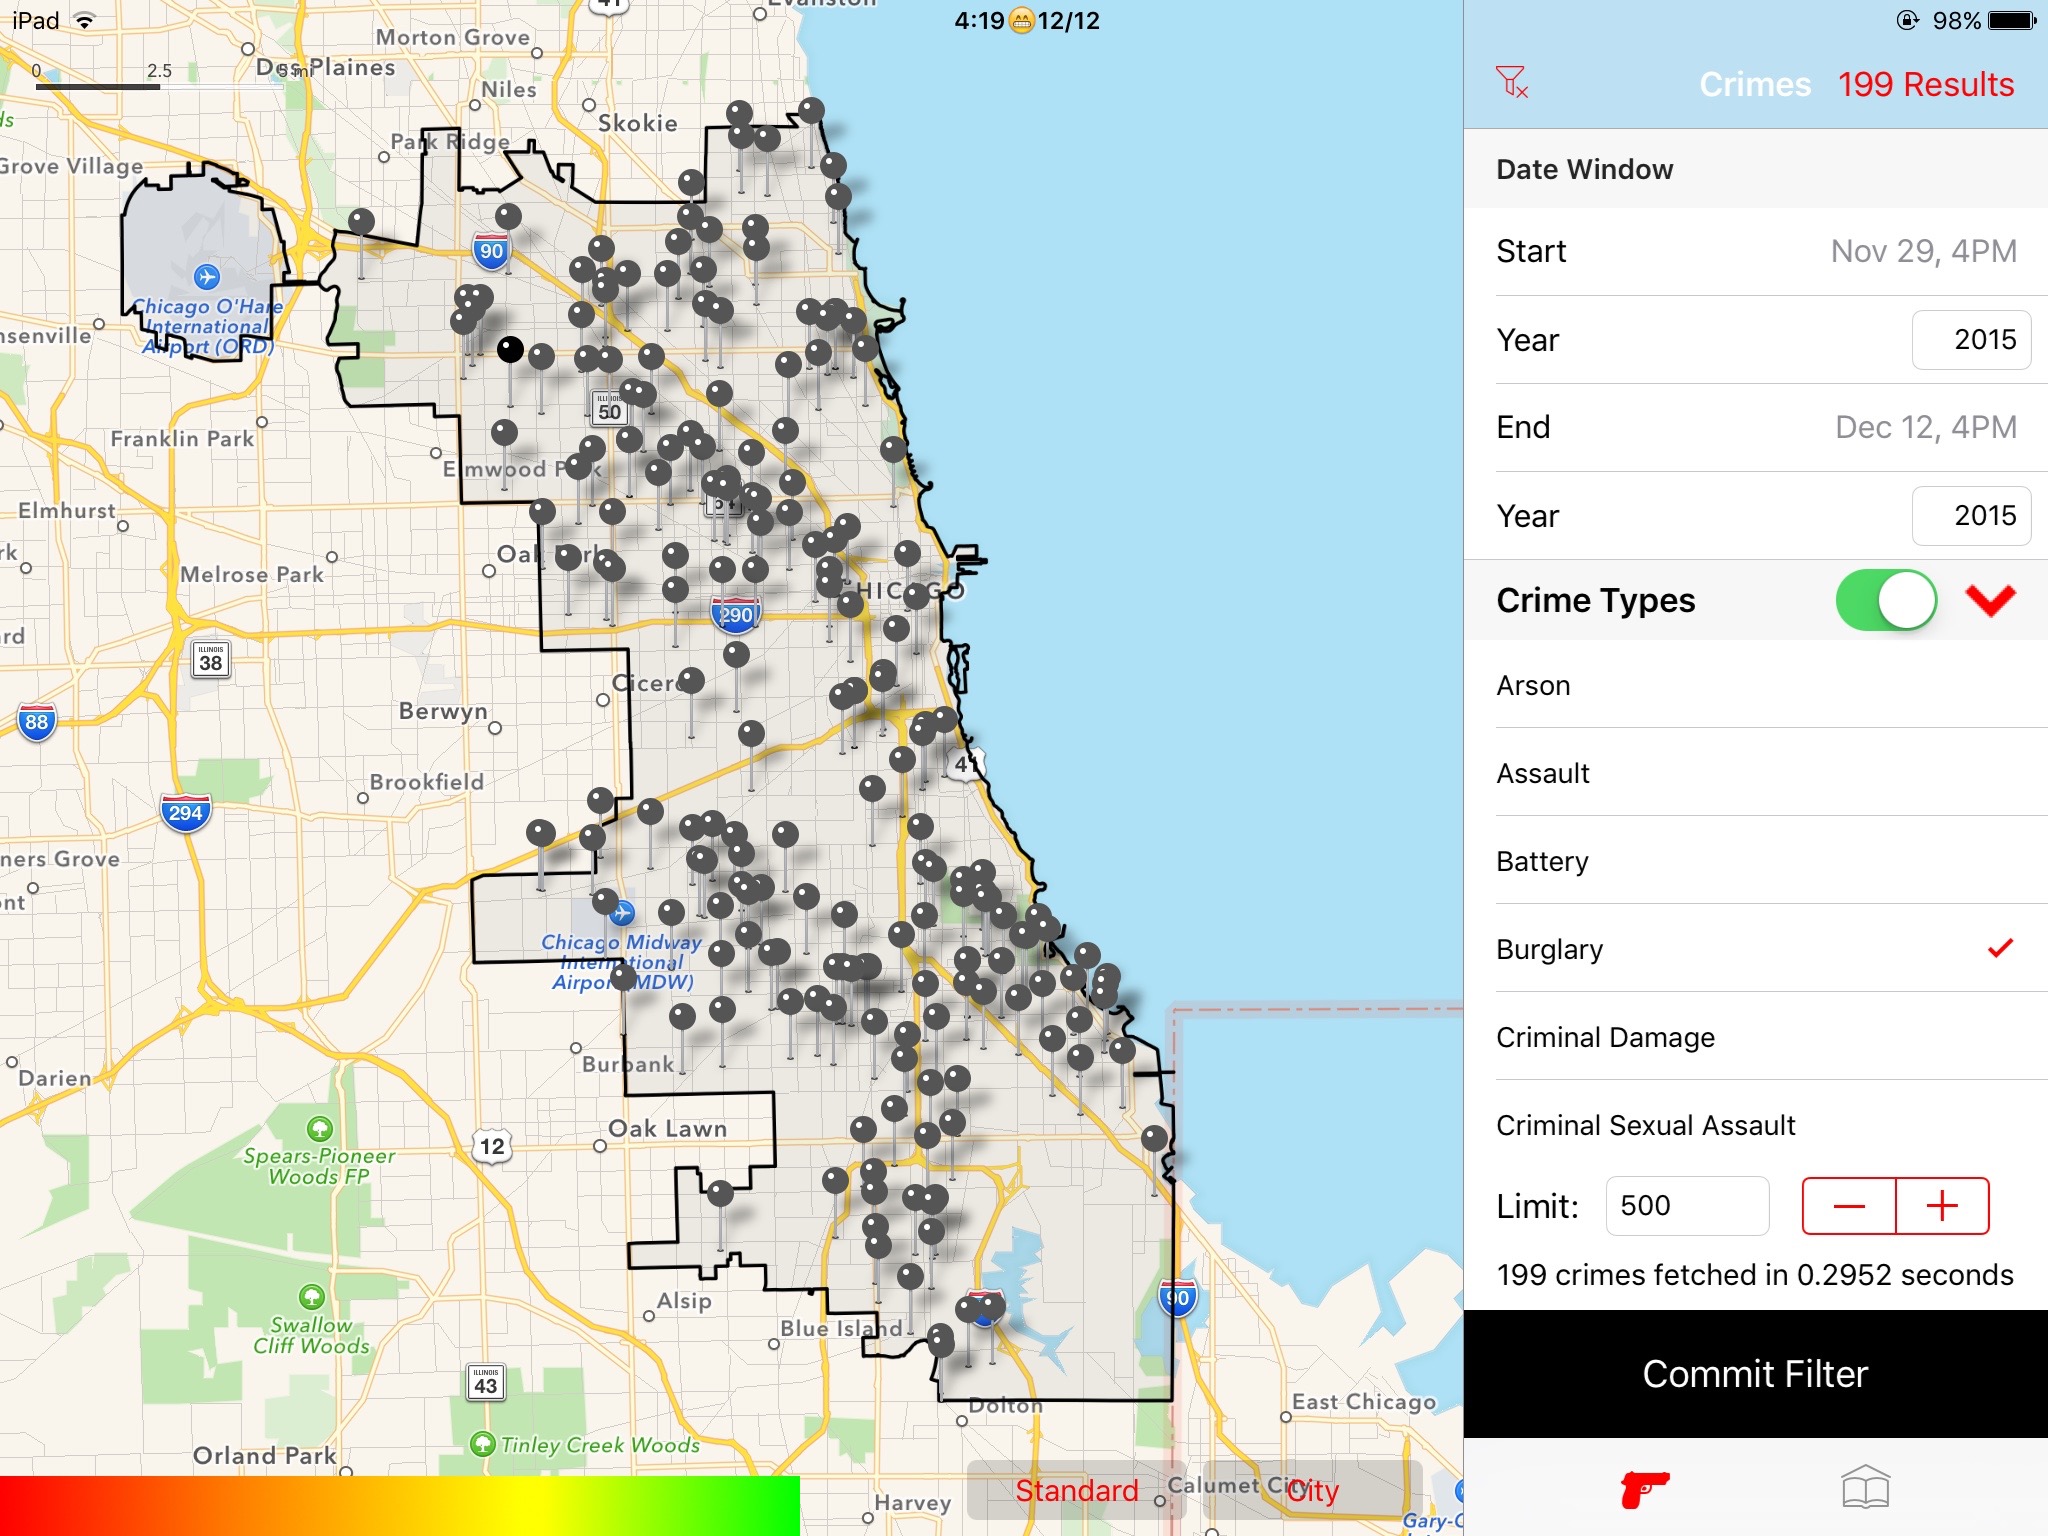 iPad
4:19😁12/12
98%
41
Evanston
Morton Grove
0 2.5 5 mi
Des Plaines
Niles
Skokie
Park Ridge
Grove Village
90
Chicago O'Hare
International
Airport (ORD)
nsenville
50
Franklin Park
Elmwood Park
Elmhurst
Oak Park
Melrose Park
CHICAGO
290
ILLINOIS
38
Cicero
Berwyn
88
41
Brookfield
294
ners Grove
Chicago Midway
International
Airport (MDW)
Burbank
Darien
Oak Lawn
12
Spears-Pioneer
Woods FP
Alsip
90
Blue Island
Swallow
Cliff Woods
ILLINOIS
43
Dolton
East Chicago
Tinley Creek Woods
Orland Park
Harvey
Standard
Calumet City
City
Gary-C
Crimes 199 Results
Date Window
Start Nov 29, 4PM
Year 2015
End Dec 12, 4PM
Year 2015
Crime Types
Arson
Assault
Battery
Burglary
Criminal Damage
Criminal Sexual Assault
Limit: 500
199 crimes fetched in 0.2952 seconds
Commit Filter